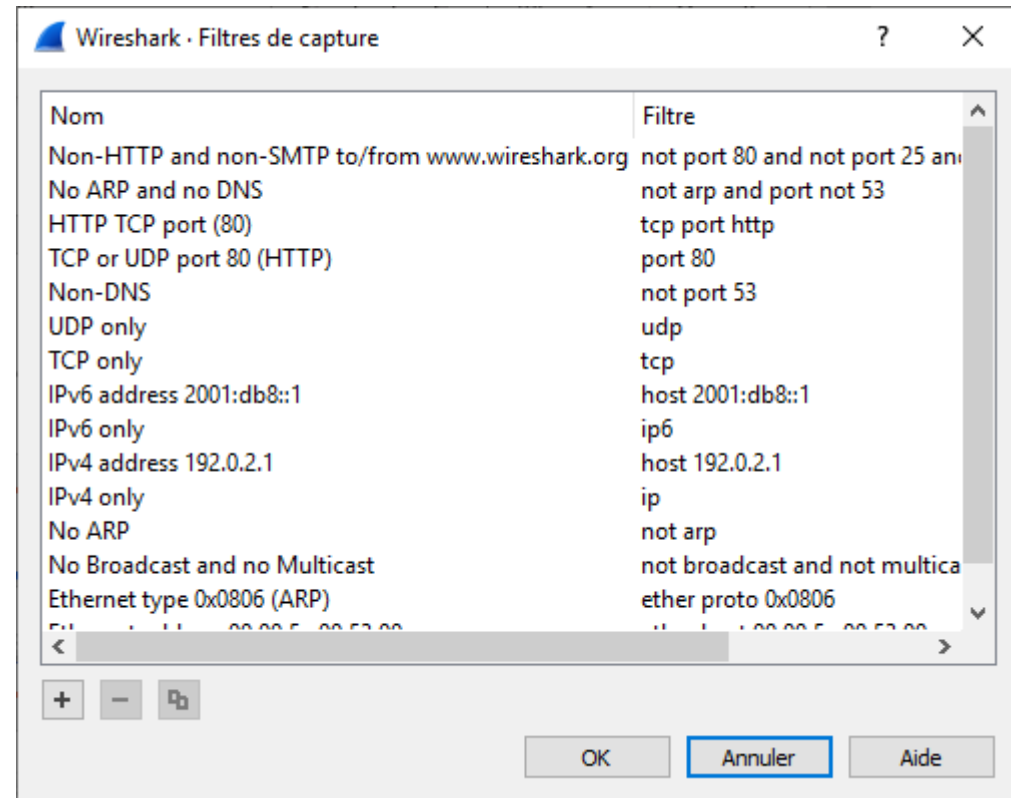 Wireshark · Filtres de capture ?
Nom Filtre
Non-HTTP and non-SMTP to/from www.wireshark.org not port 80 and not port 25 an
No ARP and no DNS not arp and port not 53
HTTP TCP port (80) tcp port http
TCP or UDP port 80 (HTTP) port 80
Non-DNS not port 53
UDP only udp
TCP only tcp
IPv6 address 2001:db8::1 host 2001:db8::1
IPv6 only ip6
IPv4 address 192.0.2.1 host 192.0.2.1
IPv4 only ip
No ARP not arp
No Broadcast and no Multicast not broadcast and not multica
Ethernet type 0x0806 (ARP) ether proto 0x0806
OK Annuler Aide